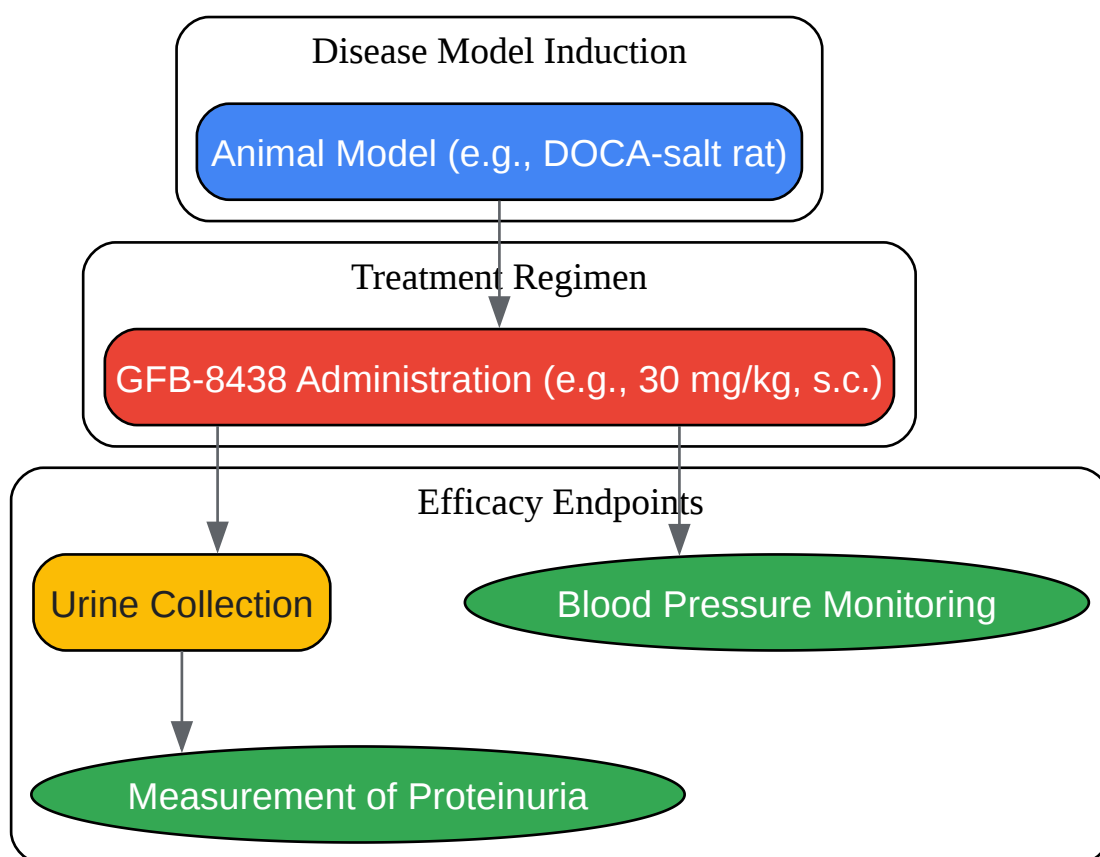 Disease Model Induction
Animal Model (e.g., DOCA-salt rat)
Treatment Regimen
GFB-8438 Administration (e.g., 30 mg/kg, s.c.)
Efficacy Endpoints
Urine Collection
Blood Pressure Monitoring
Measurement of Proteinuria